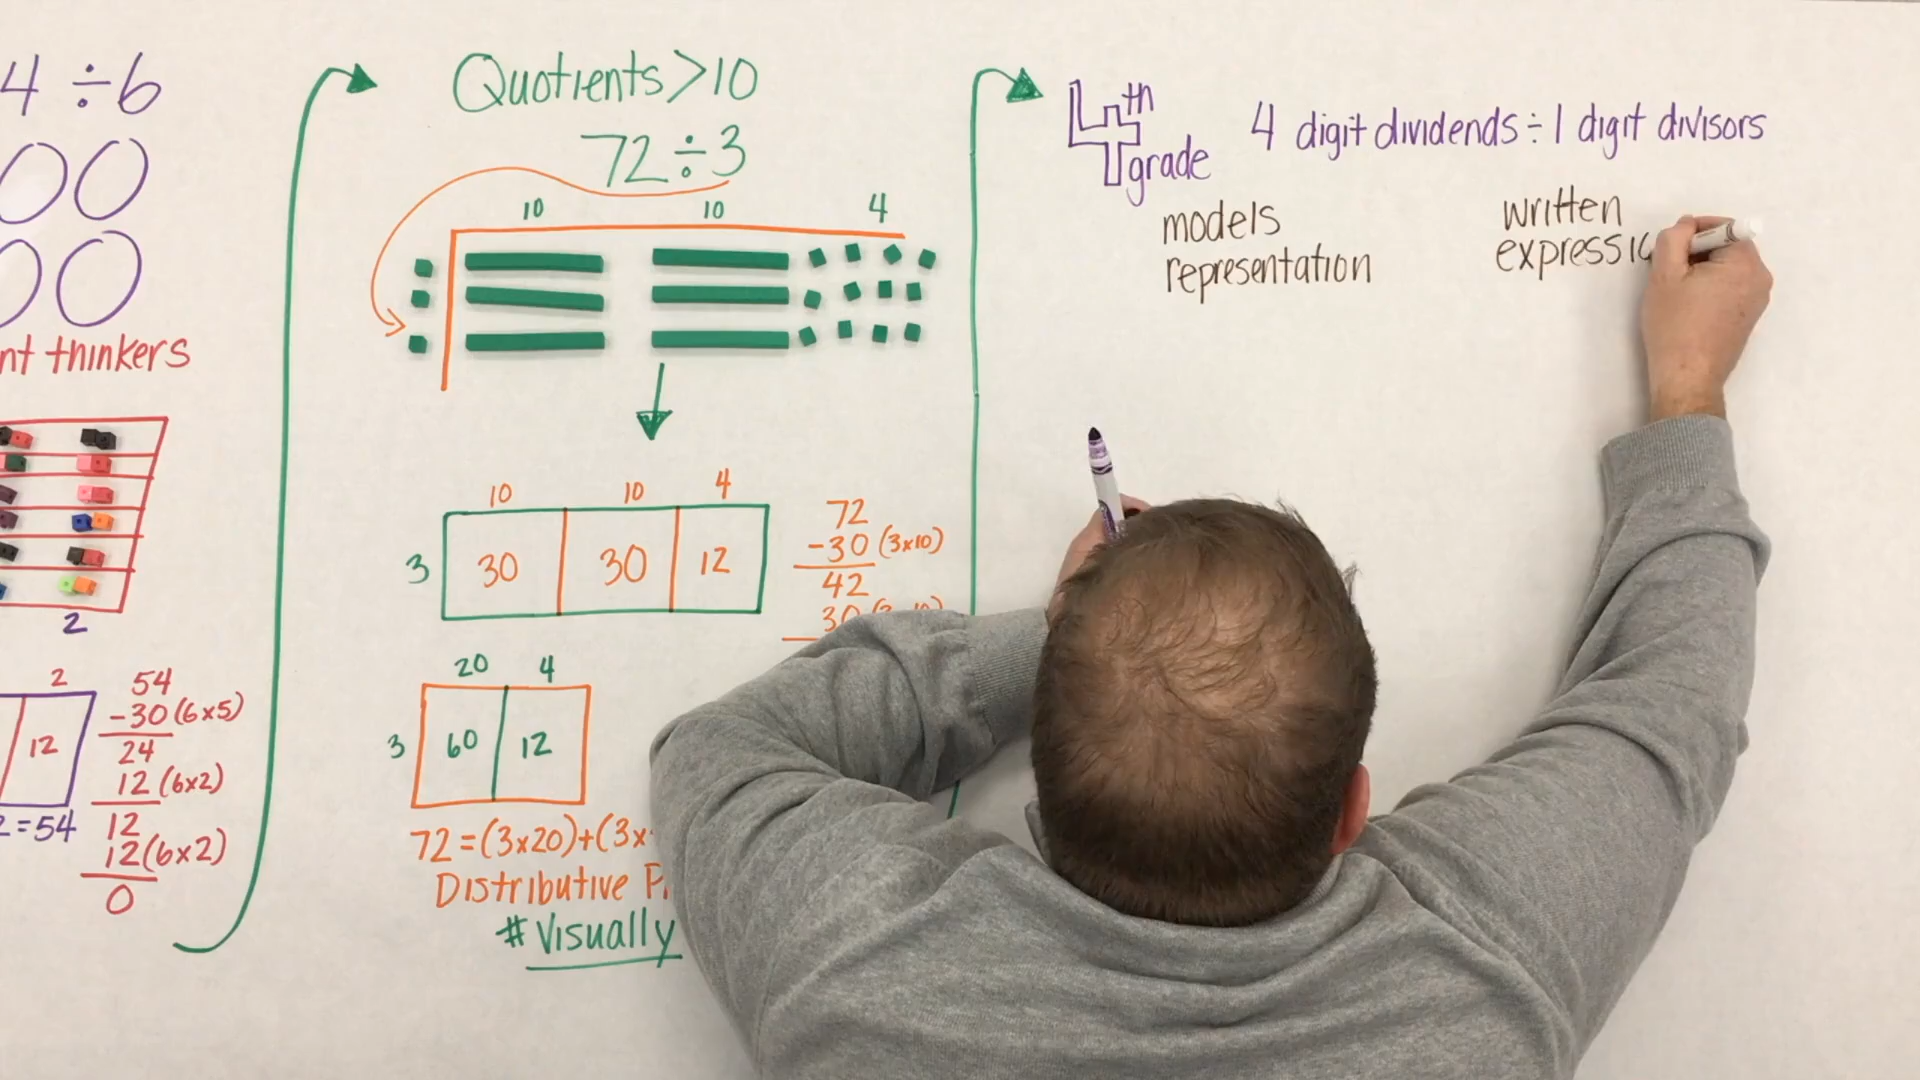 4 ÷ 6
thinkers
2
2
12
= 54
54
-30 (6x5)
24
12 (6x2)
12
12 (6x2)
0
Quotients > 10
72 ÷ 3
10 10 4
10 10 4
3 30 30 12
72
-30 (3x10)
42
30
20 4
3 60 12
72 = (3x20)+(3x
Distributive
# Visually
4th
grade
4 digit dividends ÷ 1 digit divisors
models
representation
written